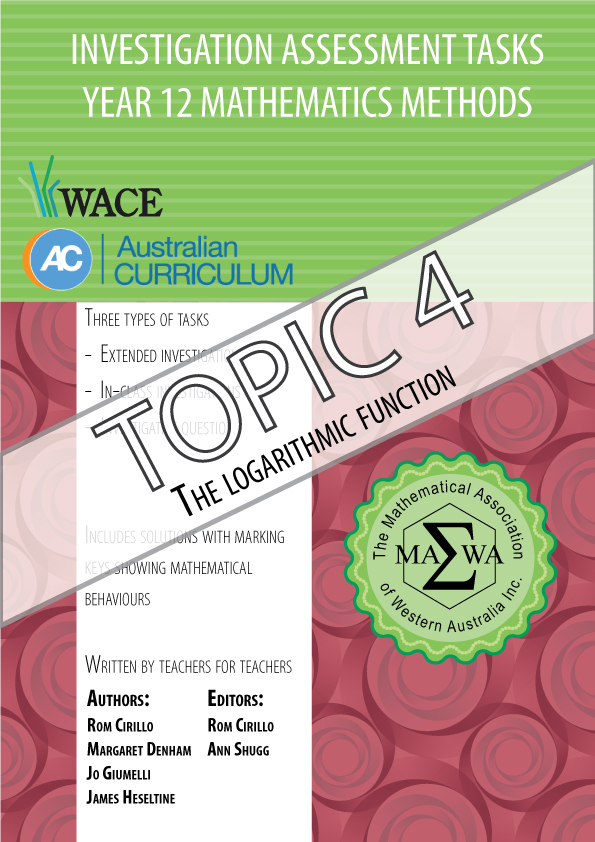 INVESTIGATION ASSESSMENT TASKS
YEAR 12 MATHEMATICS METHODS
WACE
AC
Australian
CURRICULUM
THREE TYPES OF TASKS
- EXTENDED INVESTIGATION
- IN-CLASS INVESTIGATIONS
TOPIC 4
THE LOGARITHMIC FUNCTION
INCLUDES SOLUTIONS WITH MARKING
KEYS SHOWING MATHEMATICAL
BEHAVIOURS
The Mathematical Association
MA Σ WA
of Western Australia Inc.
WRITTEN BY TEACHERS FOR TEACHERS
AUTHORS:
ROM CIRILLO
MARGARET DENHAM
JO GIUMELLI
JAMES HESELTINE
EDITORS:
ROM CIRILLO
ANN SHUGG